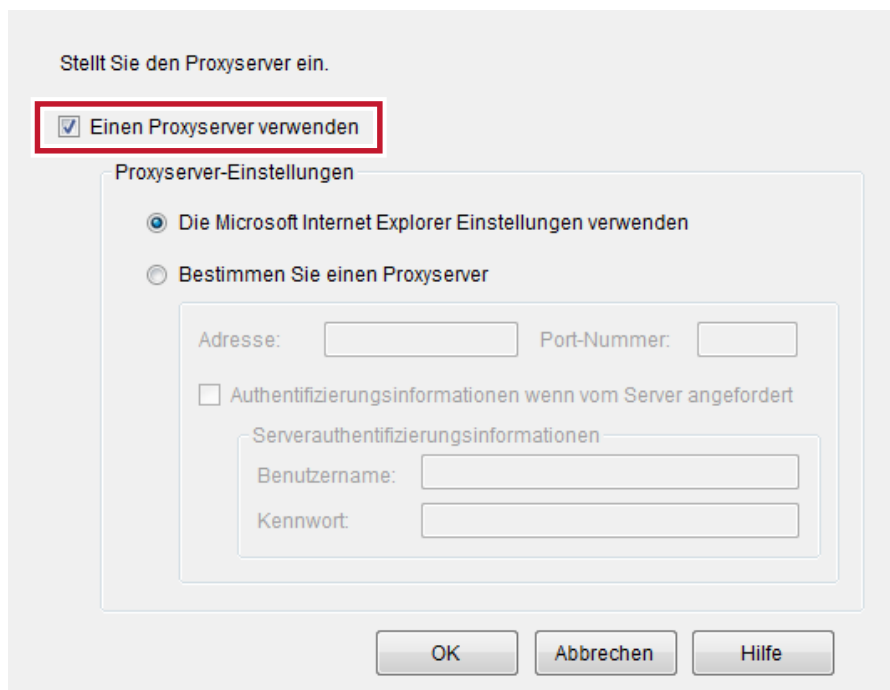 Stellt Sie den Proxyserver ein.
Einen Proxyserver verwenden
Proxyserver-Einstellungen
Die Microsoft Internet Explorer Einstellungen verwenden
Bestimmen Sie einen Proxyserver
Adresse: Port-Nummer:
Authentifizierungsinformationen wenn vom Server angefordert
Serverauthentifizierungsinformationen
Benutzername:
Kennwort:
OK Abbrechen Hilfe